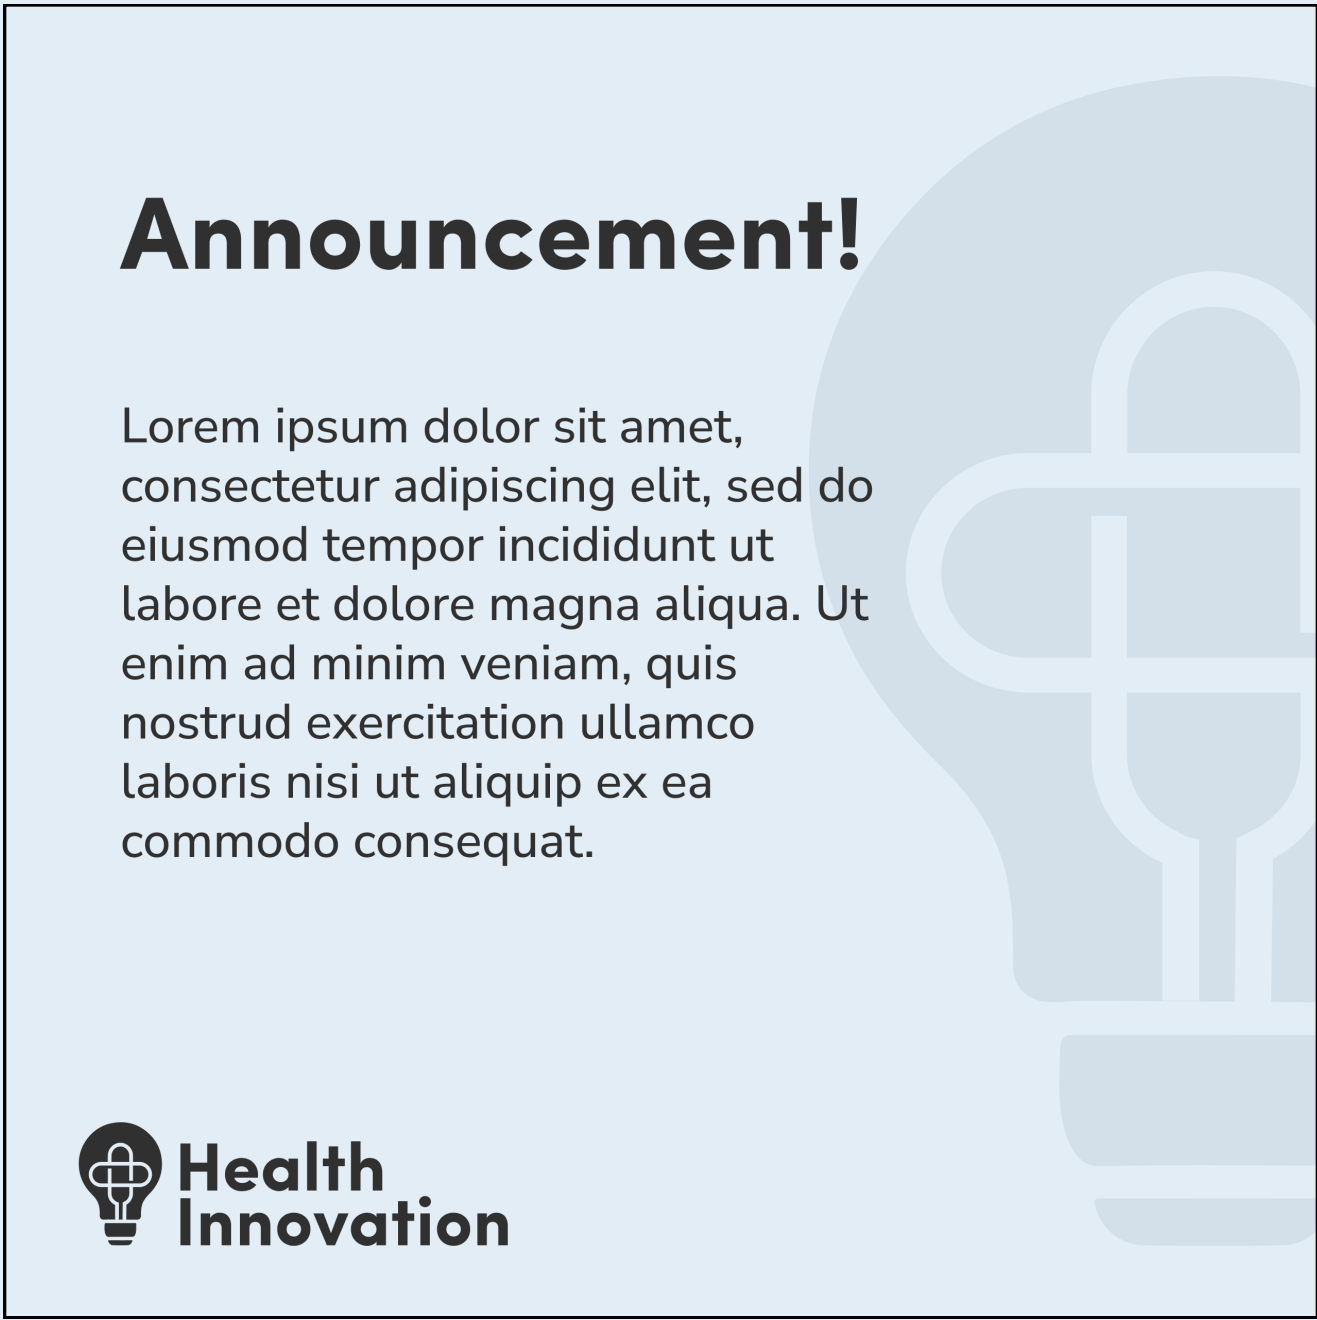 Announcement!
Lorem ipsum dolor sit amet,
consectetur adipiscing elit, sed do
eiusmod tempor incididunt ut
labore et dolore magna aliqua. Ut
enim ad minim veniam, quis
nostrud exercitation ullamco
laboris nisi ut aliquip ex ea
commodo consequat.
Health
Innovation